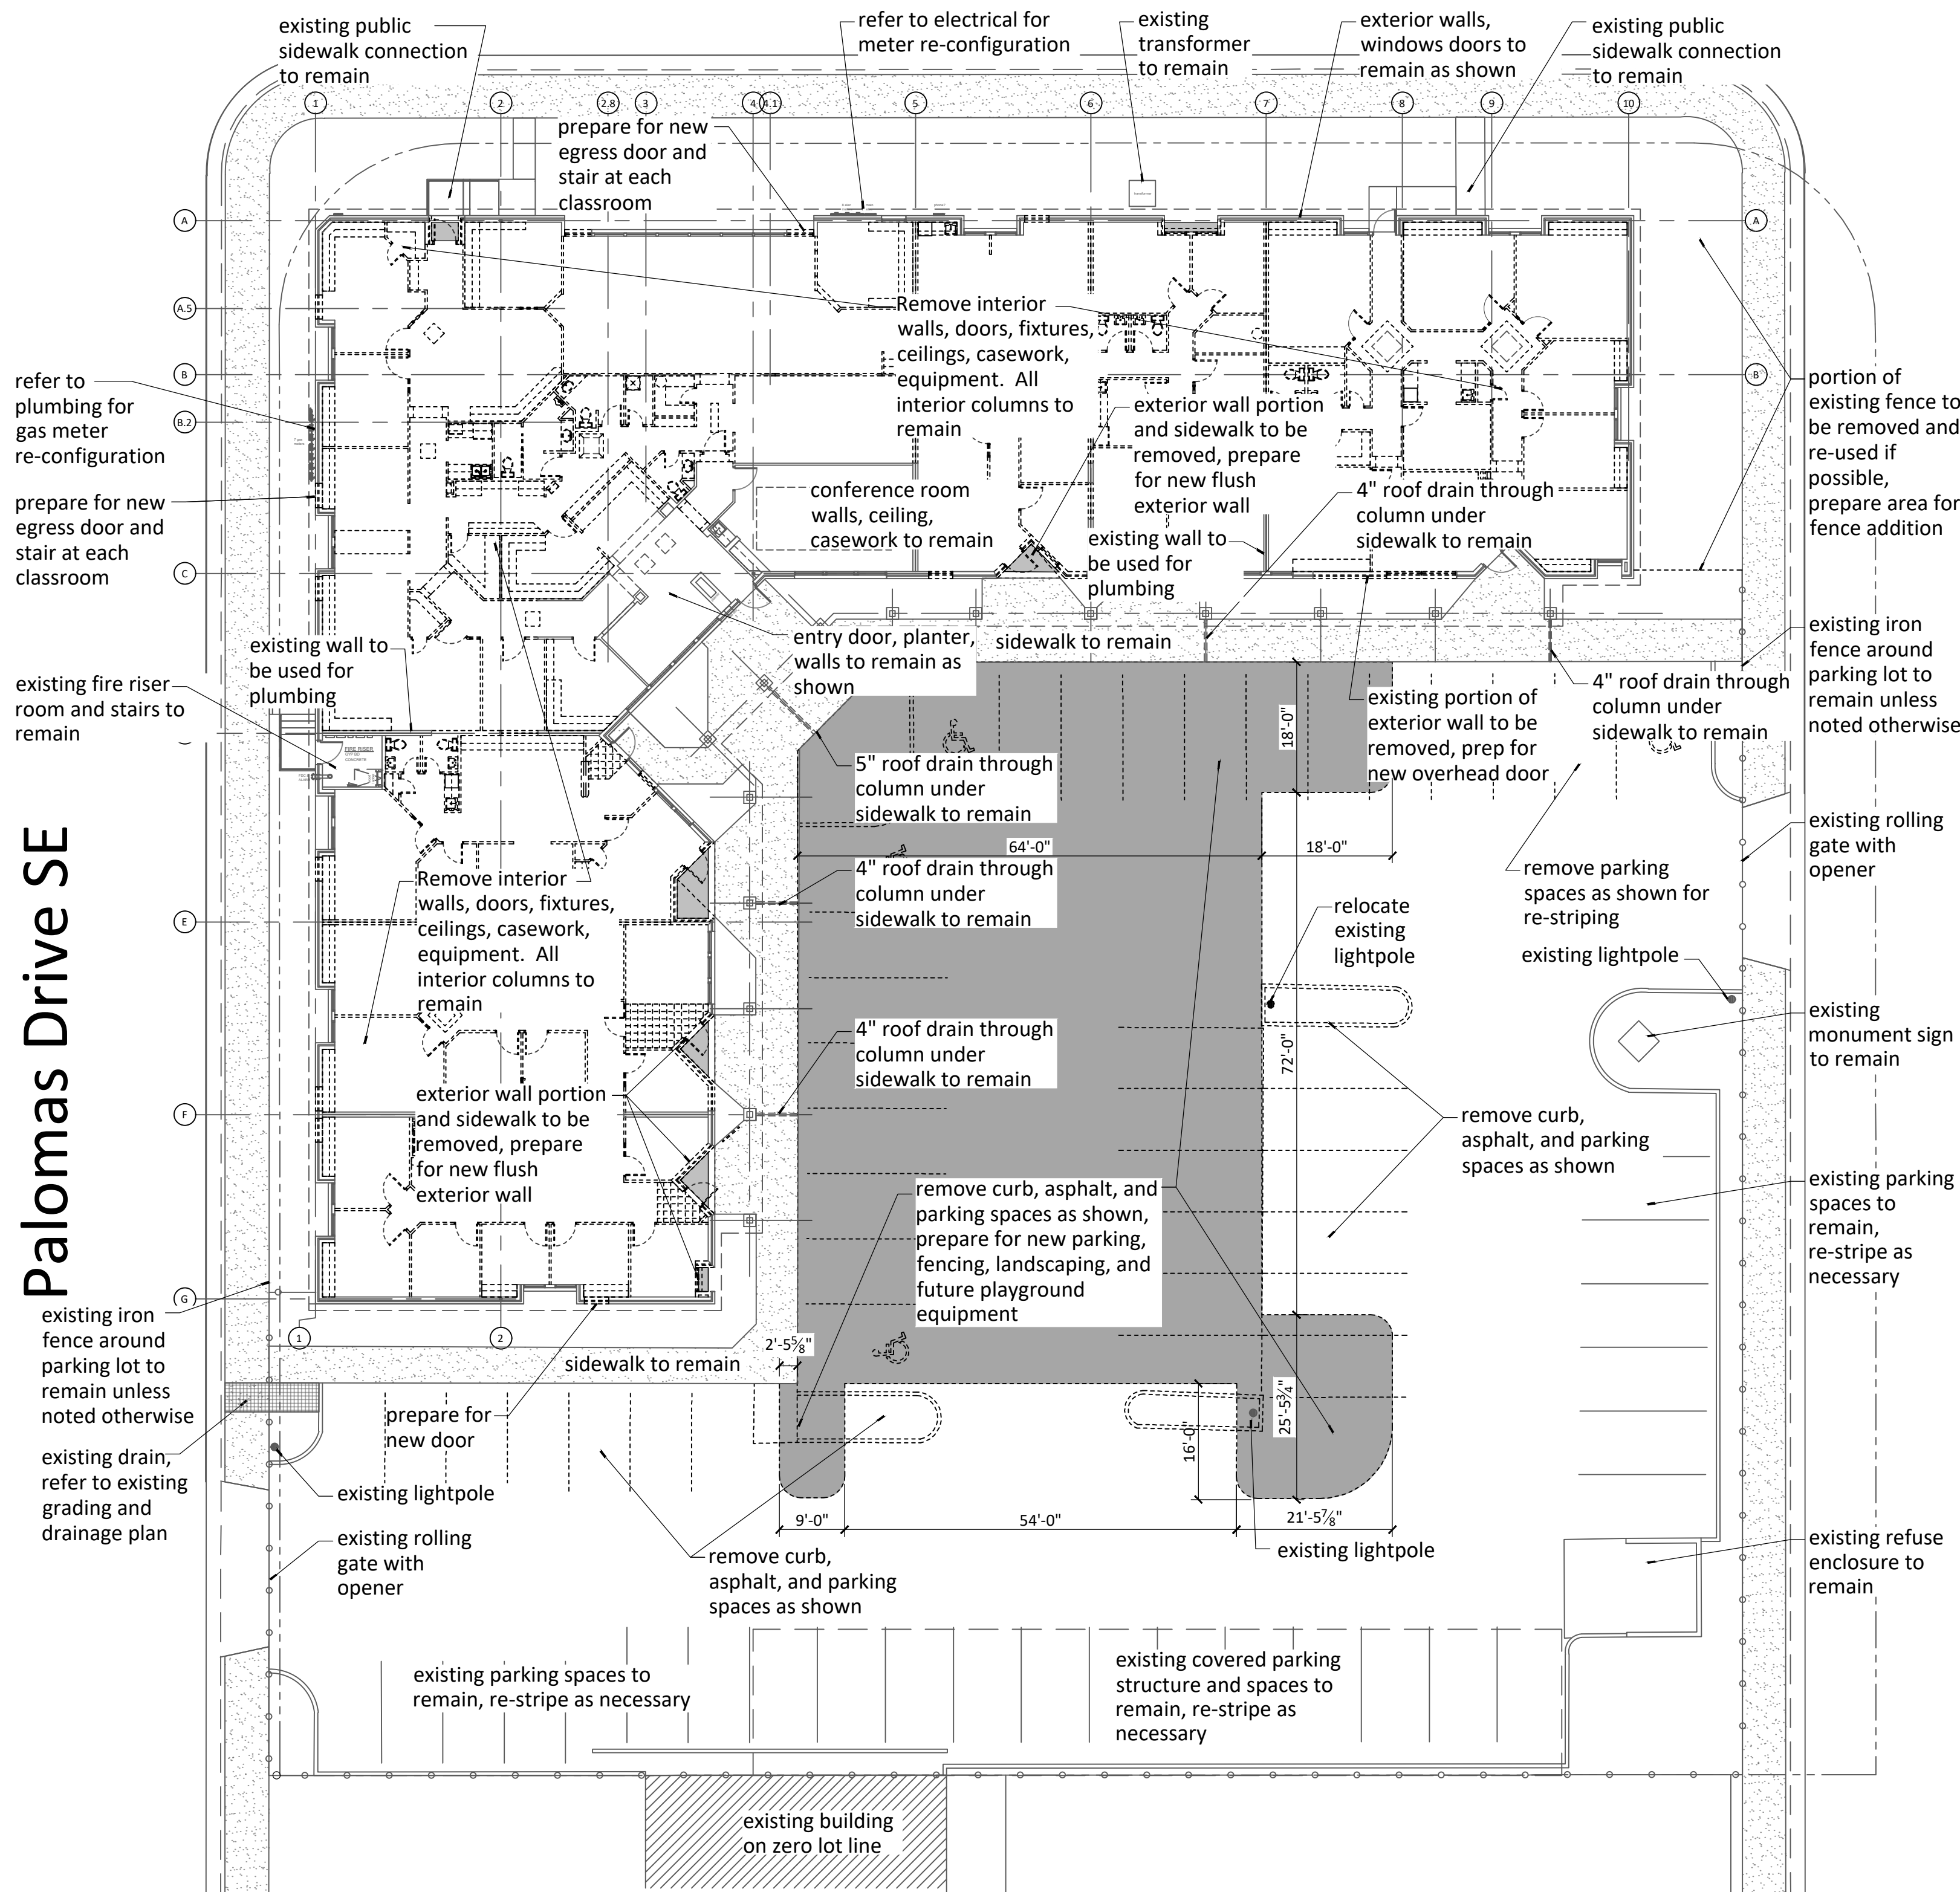 existing public
sidewalk connection
to remain
refer to electrical for
meter re-configuration
existing
transformer
to remain
exterior walls,
windows doors to
remain as shown
existing public
sidewalk connection
to remain
1
2
2.8
3
4
4.1
5
6
7
8
9
10
prepare for new
egress door and
stair at each
classroom
A
A
A.5
B
B
B.2
C
E
F
G
1
2
Remove interior
walls, doors, fixtures,
ceilings, casework,
equipment. All
interior columns to
remain
refer to
plumbing for
gas meter
re-configuration
prepare for new
egress door and
stair at each
classroom
exterior wall portion
and sidewalk to be
removed, prepare
for new flush
exterior wall
portion of
existing fence to
be removed and
re-used if
possible,
prepare area for
fence addition
conference room
walls, ceiling,
casework to remain
existing wall to
be used for
plumbing
4" roof drain through
column under
sidewalk to remain
existing wall to
be used for
plumbing
entry door, planter,
walls to remain as
shown
sidewalk to remain
existing iron
fence around
parking lot to
remain unless
noted otherwise
existing fire riser
room and stairs to
remain
FIRE RISER
CONCRETE
4" roof drain through
column under
sidewalk to remain
existing portion of
exterior wall to be
removed, prep for
new overhead door
18'-0"
5" roof drain through
column under
sidewalk to remain
64'-0"
18'-0"
existing rolling
gate with
opener
Palomas Drive SE
Remove interior
walls, doors, fixtures,
ceilings, casework,
equipment. All
interior columns to
remain
4" roof drain through
column under
sidewalk to remain
remove parking
spaces as shown for
re-striping
relocate
existing
lightpole
existing lightpole
existing
monument sign
to remain
4" roof drain through
column under
sidewalk to remain
72'-0"
exterior wall portion
and sidewalk to be
removed, prepare
for new flush
exterior wall
remove curb,
asphalt, and parking
spaces as shown
remove curb, asphalt, and
parking spaces as shown,
prepare for new parking,
fencing, landscaping, and
future playground
equipment
existing parking
spaces to
remain,
re-stripe as
necessary
existing iron
fence around
parking lot to
remain unless
noted otherwise
2'-5⅝"
sidewalk to remain
25'-5¾"
16'-0"
prepare for
new door
existing drain,
refer to existing
grading and
drainage plan
existing lightpole
9'-0"
54'-0"
21'-5⅞"
existing rolling
gate with
opener
remove curb,
asphalt, and parking
spaces as shown
existing lightpole
existing refuse
enclosure to
remain
existing parking spaces to
remain, re-stripe as necessary
existing covered parking
structure and spaces to
remain, re-stripe as
necessary
existing building
on zero lot line